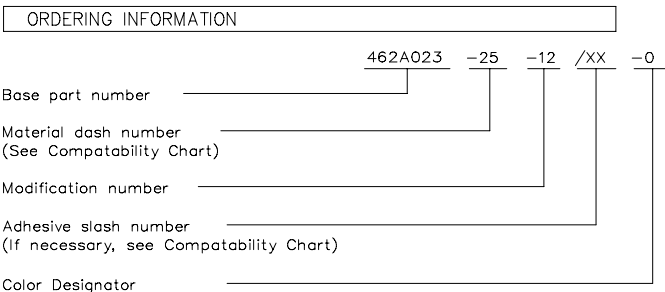 ORDERING INFORMATION
462A023 -25 -12 /XX -0
Base part number
Material dash number
(See Compatability Chart)
Modification number
Adhesive slash number
(If necessary, see Compatability Chart)
Color Designator